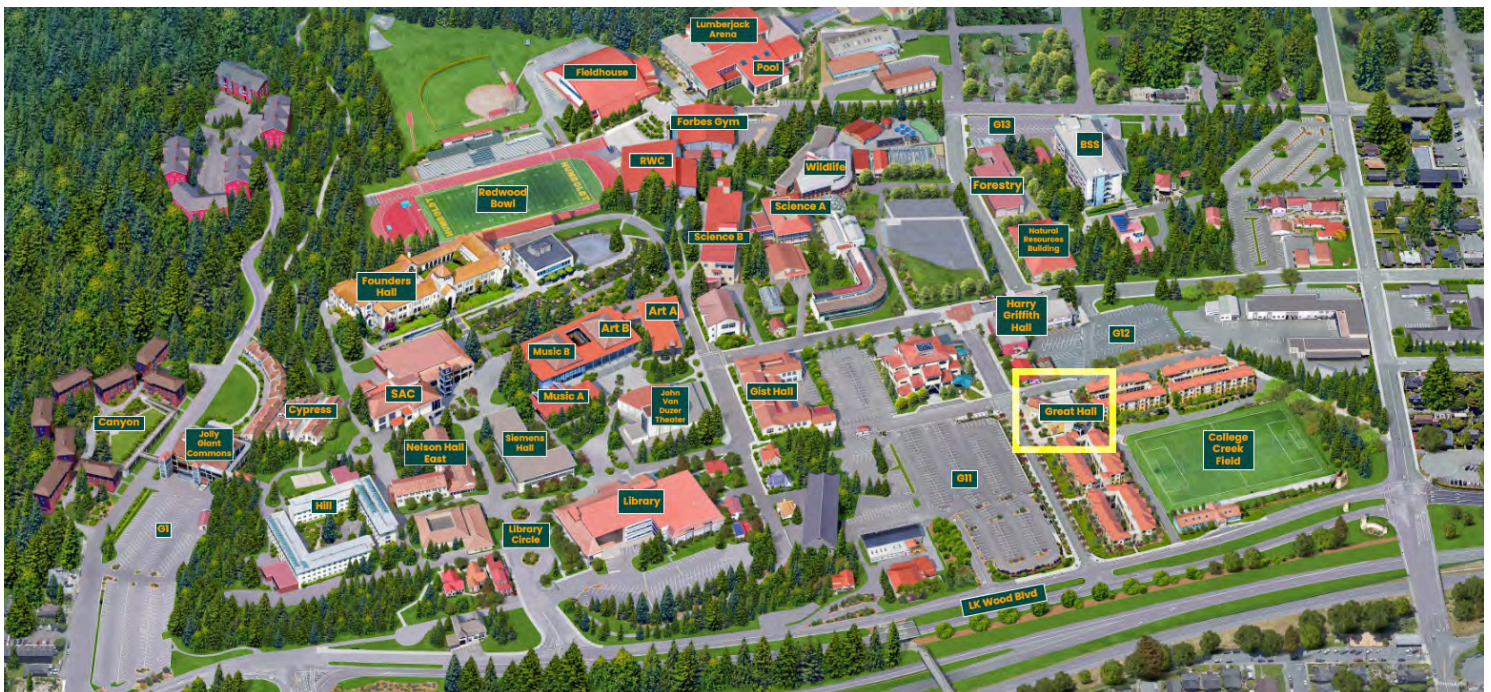 Lumberjack
Arena
Pool
Fieldhouse
Forbes Gym
G13
BSS
RWC
Wildlife
Forestry
Redwood
Bowl
HUMBOLDT
LUMBERJACKS
Science A
Science B
Natural
Resources
Building
Founders
Hall
Art A
Harry
Griffith
Hall
Art B
G12
Music B
SAC
Music A
John
Van
Duzer
Theater
Gist Hall
Great Hall
Cypress
Canyon
Jolly
Giant
Commons
Nelson Hall
East
Siemens
Hall
College
Creek
Field
G11
Hill
Library
G1
Library
Circle
LK Wood Blvd